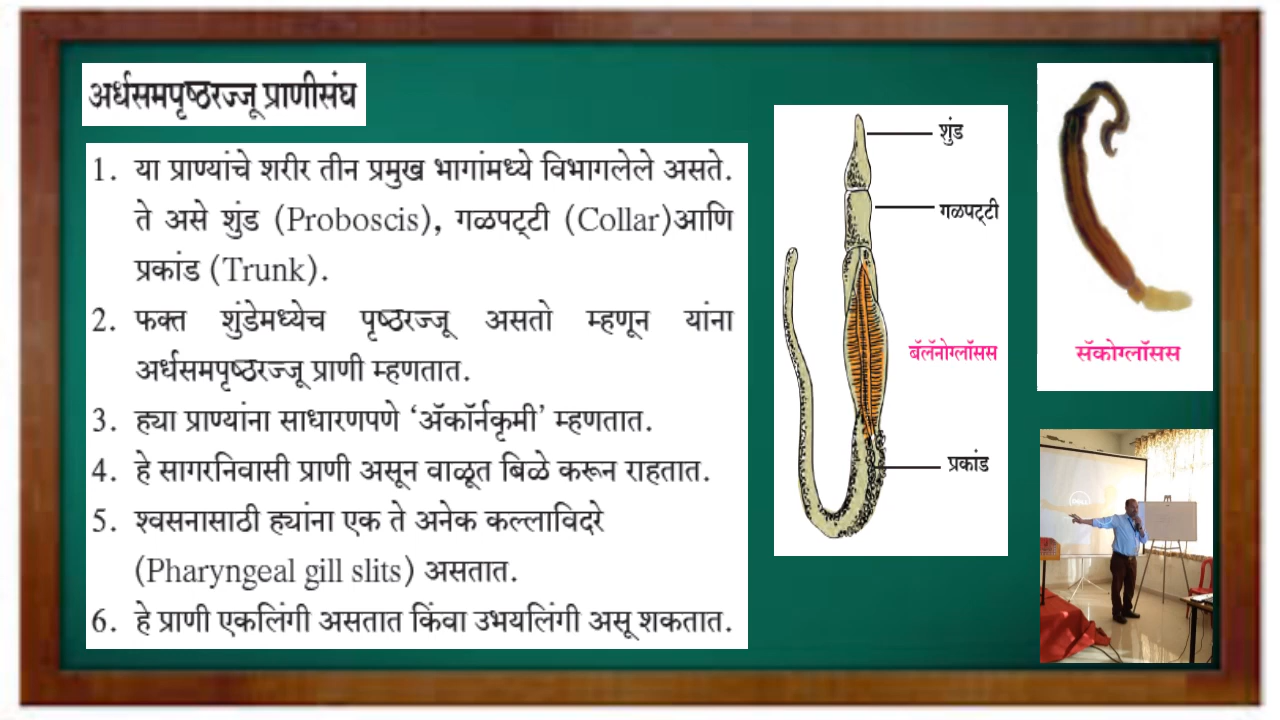 अर्धसमपृष्ठरज्जू प्राणीसंघ
1. या प्राण्यांचे शरीर तीन प्रमुख भागांमध्ये विभागलेले असते.
ते असे शुंड (Proboscis), गळपट्टी (Collar)आणि
प्रकांड (Trunk).
2. फक्त शुंडेमध्येच पृष्ठरज्जू असतो म्हणून यांना
अर्धसमपृष्ठरज्जू प्राणी म्हणतात.
3. ह्या प्राण्यांना साधारणपणे ‘ॲकॉर्नकृमी’ म्हणतात.
4. हे सागरनिवासी प्राणी असून वाळूत बिळे करून राहतात.
5. श्वसनासाठी ह्यांना एक ते अनेक कल्लाविदरे
(Pharyngeal gill slits) असतात.
6. हे प्राणी एकलिंगी असतात किंवा उभयलिंगी असू शकतात.
शुंड
गळपट्टी
बॅलॅनोग्लॉसस
प्रकांड
सॅकोग्लॉसस